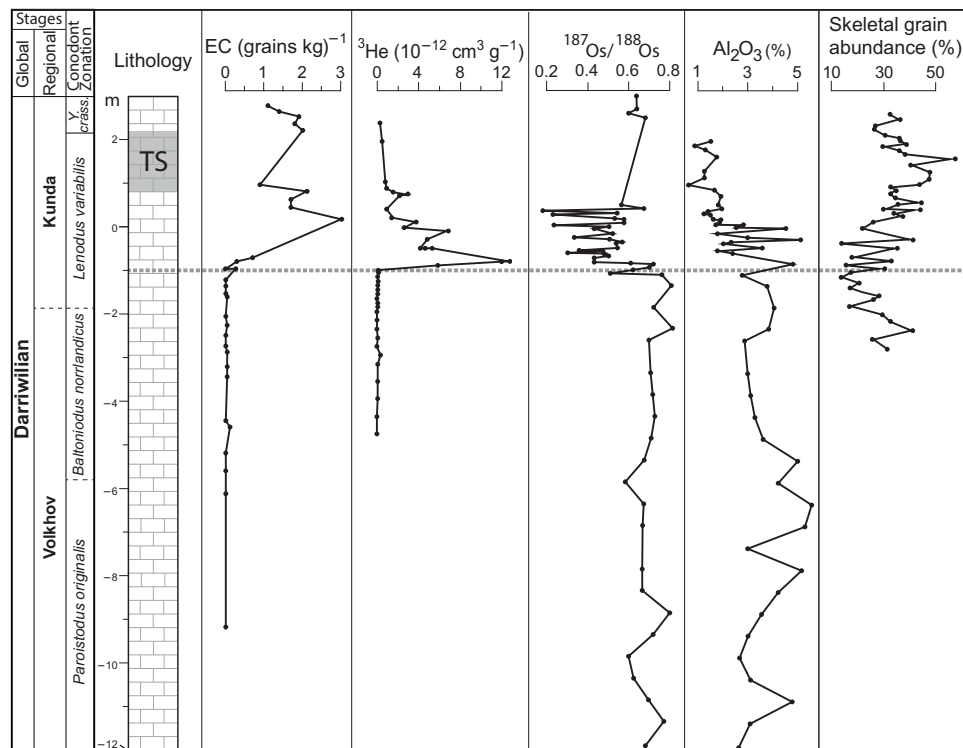 Stages
Global
Regional
Conodont Zonation
Lithology
EC (grains kg)⁻¹
0 1 2 3
³He (10⁻¹² cm³ g⁻¹)
0 4 8 12
¹⁸⁷Os/¹⁸⁸Os
0.2 0.4 0.6 0.8
Al₂O₃ (%)
1 3 5
Skeletal grain
abundance (%)
10 30 50
m
2
0
−2
−4
−6
−8
−10
−12
TS
Darriwilian
Kunda
Volkhov
Y. crass.
Lenodus variabilis
Baltoniodus norrlandicus
Paroistodus originalis